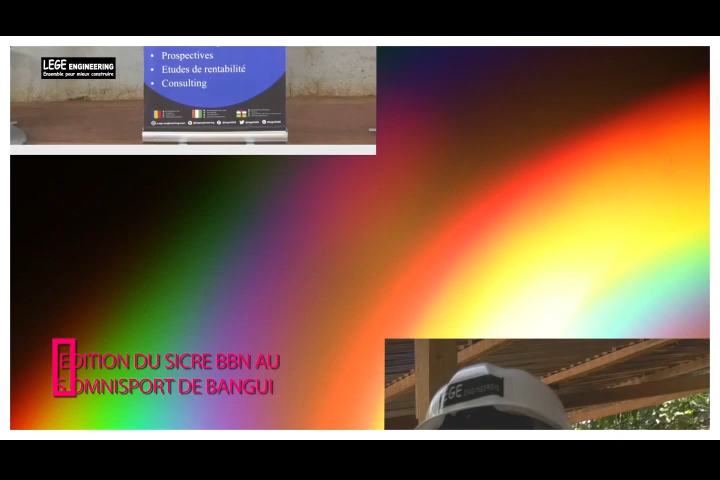 LEGE ENGINEERING
Ensemble pour mieux construire
• Prospectives
• Etudes de rentabilité
• Consulting
EDITION DU SICRE BBN AU
OMNISPORT DE BANGUI
LEGE ENGINEERING